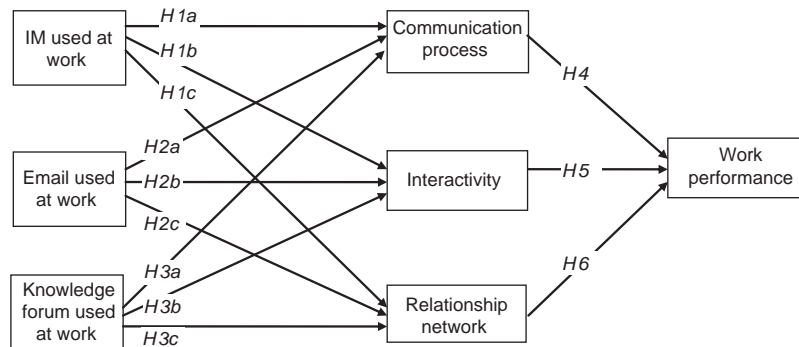 IM used at
work
Email used
at work
Knowledge
forum used
at work
H1a
H1b
H1c
H2a
H2b
H2c
H3a
H3b
H3c
Communication
process
Interactivity
Relationship
network
H4
H5
H6
Work
performance